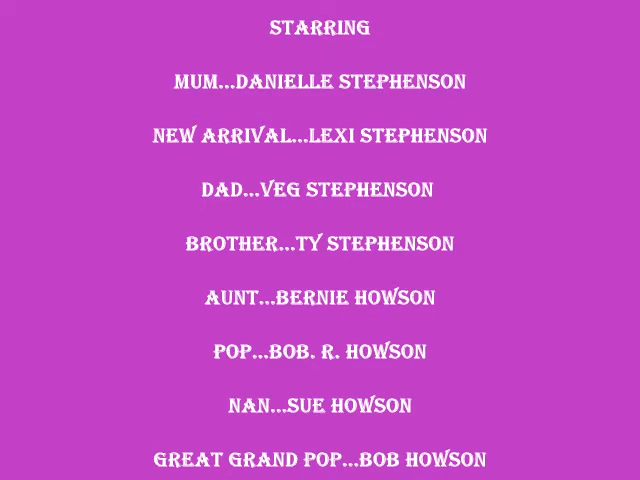 STARRING
MUM...DANIELLE STEPHENSON
NEW ARRIVAL...LEXI STEPHENSON
DAD...VEG STEPHENSON
BROTHER...TY STEPHENSON
AUNT...BERNIE HOWSON
POP...BOB. R. HOWSON
NAN...SUE HOWSON
GREAT GRAND POP...BOB HOWSON